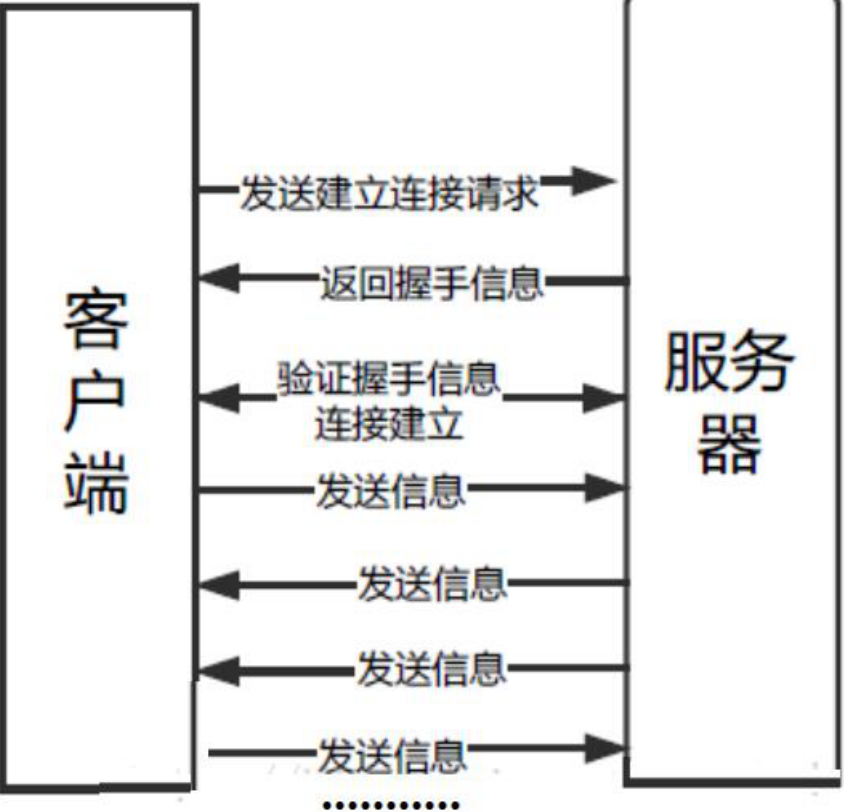 客户端
服务器
发送建立连接请求
返回握手信息
验证握手信息
连接建立
发送信息
发送信息
发送信息
发送信息
...........